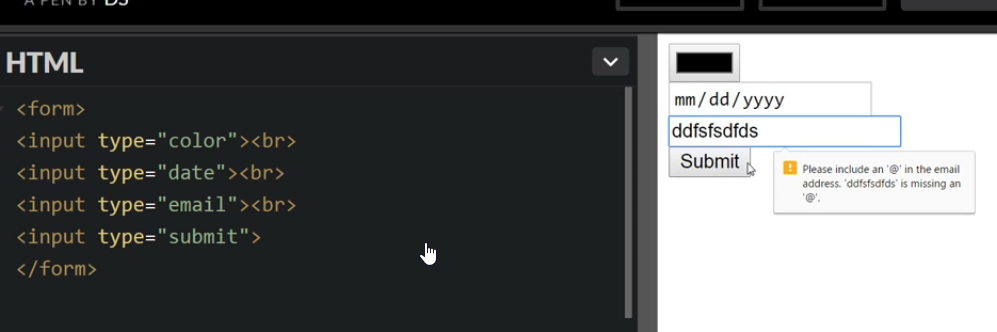 A PEN BY DS
HTML
<form>
<input type="color"><br>
<input type="date"><br>
<input type="email"><br>
<input type="submit">
</form>
mm/dd/yyyy
ddfsfsdfds
Submit
Please include an '@' in the email
address. 'ddfsfsdfds' is missing an
'@'.